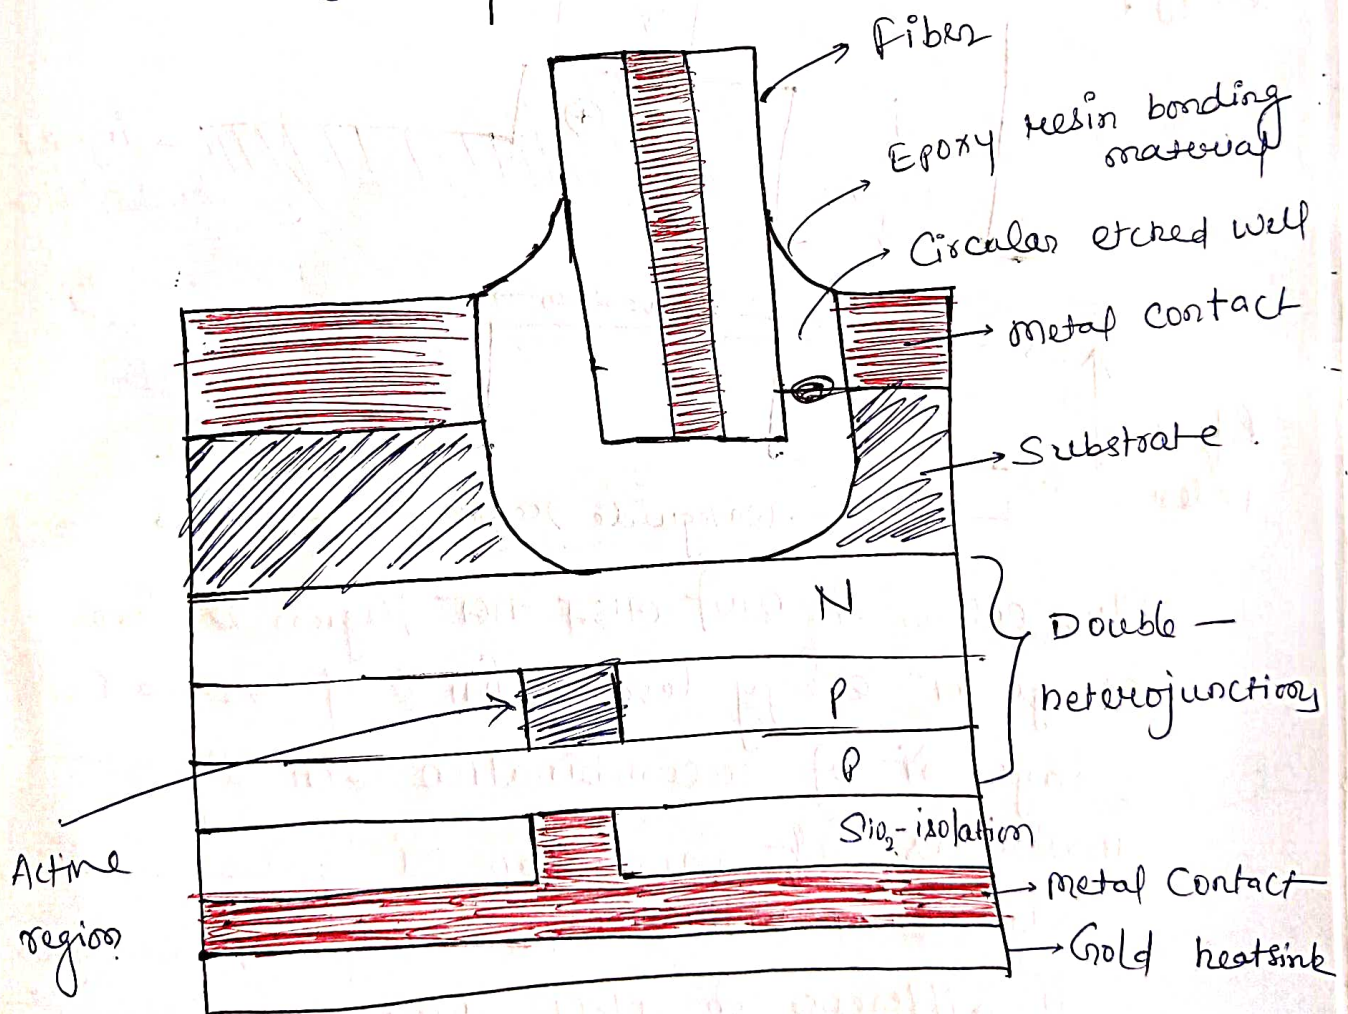 Fiber
Epoxy resin bonding
material
Circular etched well
Metal contact
Substrate.
N
Double –
heterojunction
P
P
SiO2-isolation
Active
region
Metal Contact
Gold heatsink